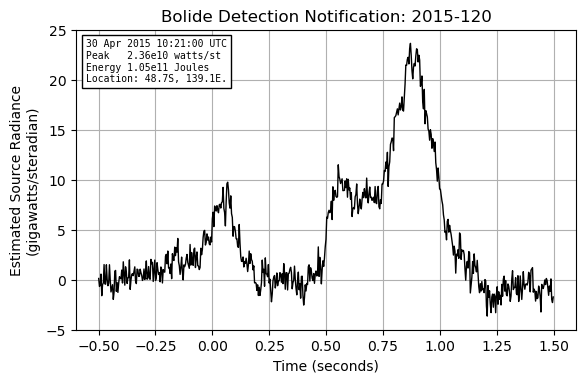 Bolide Detection Notification: 2015-120
30 Apr 2015 10:21:00 UTC
Peak   2.36e10 watts/st
Energy 1.05e11 Joules
Location: 48.7S, 139.1E.
Estimated Source Radiance
(gigawatts/steradian)
25
20
15
10
5
0
−5
−0.50 −0.25 0.00 0.25 0.50 0.75 1.00 1.25 1.50
Time (seconds)